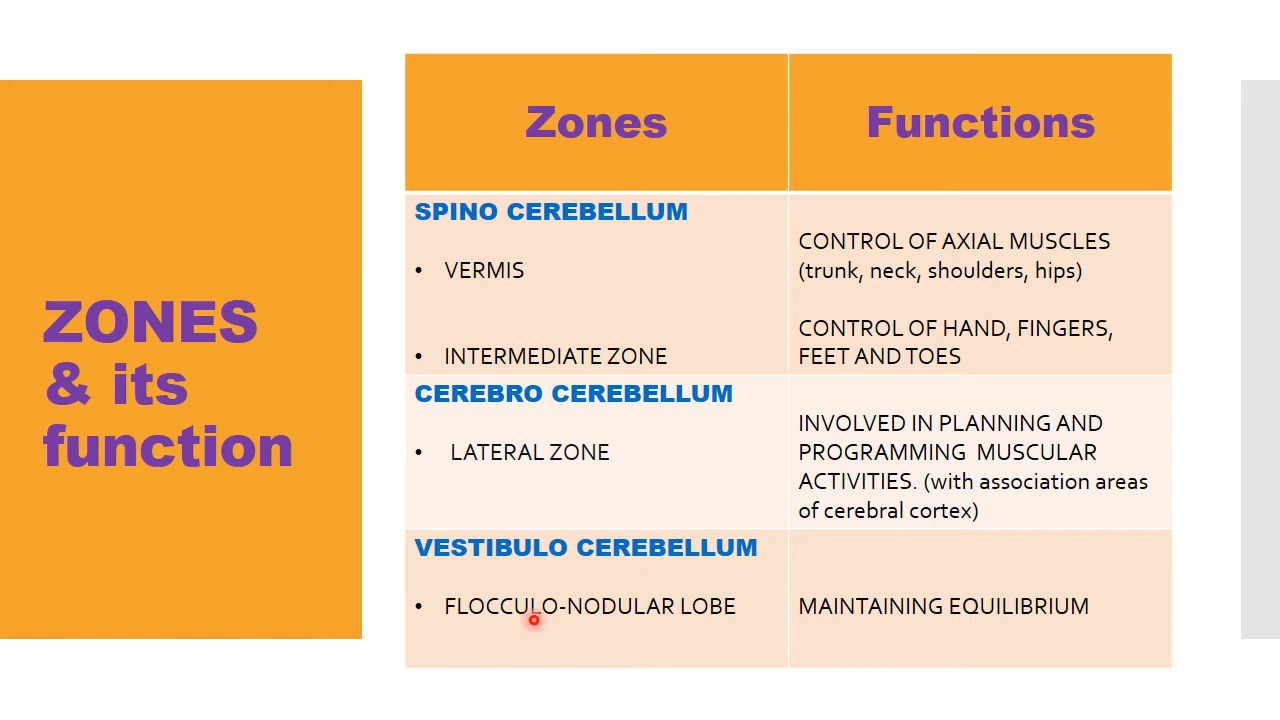 ZONES
& its
function
Zones
Functions
SPINO CEREBELLUM
• VERMIS
• INTERMEDIATE ZONE
CONTROL OF AXIAL MUSCLES
(trunk, neck, shoulders, hips)
CONTROL OF HAND, FINGERS,
FEET AND TOES
CEREBRO CEREBELLUM
• LATERAL ZONE
INVOLVED IN PLANNING AND
PROGRAMMING MUSCULAR
ACTIVITIES. (with association areas
of cerebral cortex)
VESTIBULO CEREBELLUM
• FLOCCULO-NODULAR LOBE
MAINTAINING EQUILIBRIUM